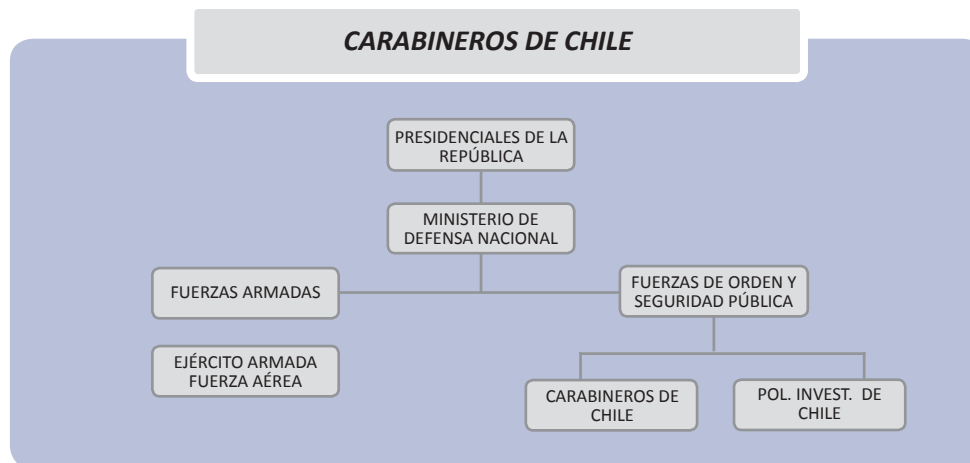 CARABINEROS DE CHILE
PRESIDENCIALES DE LA
REPÚBLICA
MINISTERIO DE
DEFENSA NACIONAL
FUERZAS ARMADAS
FUERZAS DE ORDEN Y
SEGURIDAD PÚBLICA
EJÉRCITO ARMADA
FUERZA AÉREA
CARABINEROS DE
CHILE
POL. INVEST. DE
CHILE